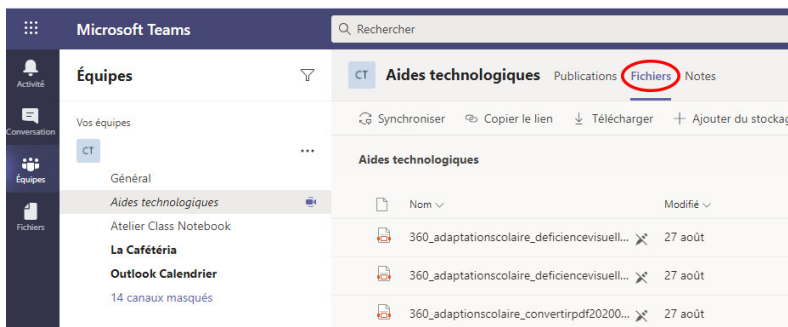 Microsoft Teams
Rechercher
Activité
Conversation
Équipes
Fichiers
Équipes
Vos équipes
CT
Général
Aides technologiques
Atelier Class Notebook
La Cafétéria
Outlook Calendrier
14 canaux masqués
CT Aides technologiques Publications Fichiers Notes
Synchroniser Copier le lien Télécharger Ajouter du stockag
Aides technologiques
Nom Modifié
360_adaptationscolaire_deficiencevisuell... 27 août
360_adaptationscolaire_deficiencevisuell... 27 août
360_adaptionscolaire_convertirpdf20200... 27 août